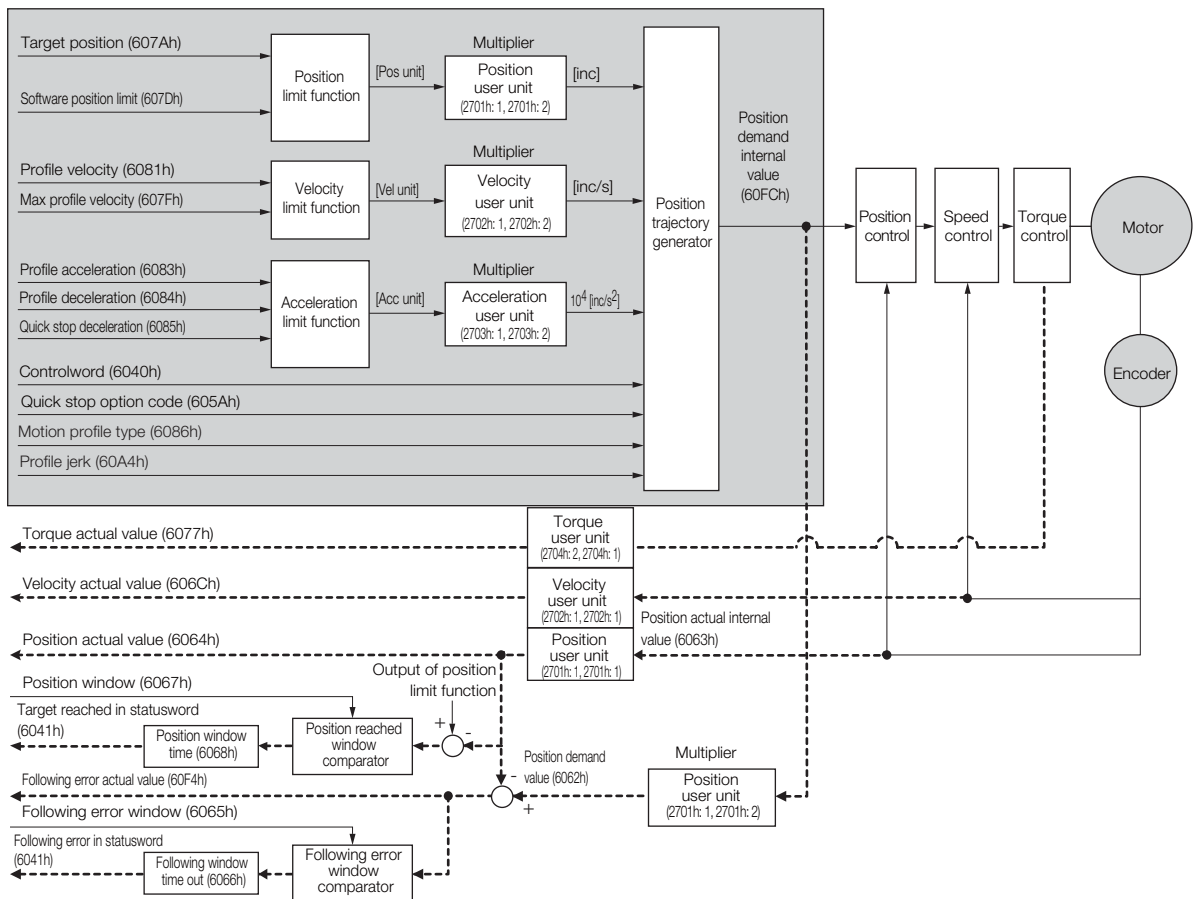 Target position (607Ah)
Software position limit (607Dh)
Position
limit function
[Pos unit]
Multiplier
Position
user unit
(2701h: 1, 2701h: 2)
[inc]
Profile velocity (6081h)
Max profile velocity (607Fh)
Velocity
limit function
[Vel unit]
Multiplier
Velocity
user unit
(2702h: 1, 2702h: 2)
[inc/s]
Profile acceleration (6083h)
Profile deceleration (6084h)
Quick stop deceleration (6085h)
Acceleration
limit function
[Acc unit]
Multiplier
Acceleration
user unit
(2703h: 1, 2703h: 2)
10⁴ [inc/s²]
Controlword (6040h)
Quick stop option code (605Ah)
Motion profile type (6086h)
Profile jerk (60A4h)
Position
trajectory
generator
Position
demand
internal
value
(60FCh)
Position
control
Speed
control
Torque
control
Motor
Encoder
Torque actual value (6077h)
Torque
user unit
(2704h: 2, 2704h: 1)
Velocity actual value (606Ch)
Velocity
user unit
(2702h: 1, 2702h: 1)
Position actual internal
value (6063h)
Position actual value (6064h)
Position
user unit
(2701h: 1, 2701h: 1)
Output of position
limit function
Position window (6067h)
Target reached in statusword
(6041h)
Position window
time (6068h)
Position reached
window
comparator
+
-
Following error actual value (60F4h)
-
+
Position demand
value (6062h)
Multiplier
Position
user unit
(2701h: 1, 2701h: 2)
Following error window (6065h)
Following error in statusword
(6041h)
Following window
time out (6066h)
Following error
window
comparator